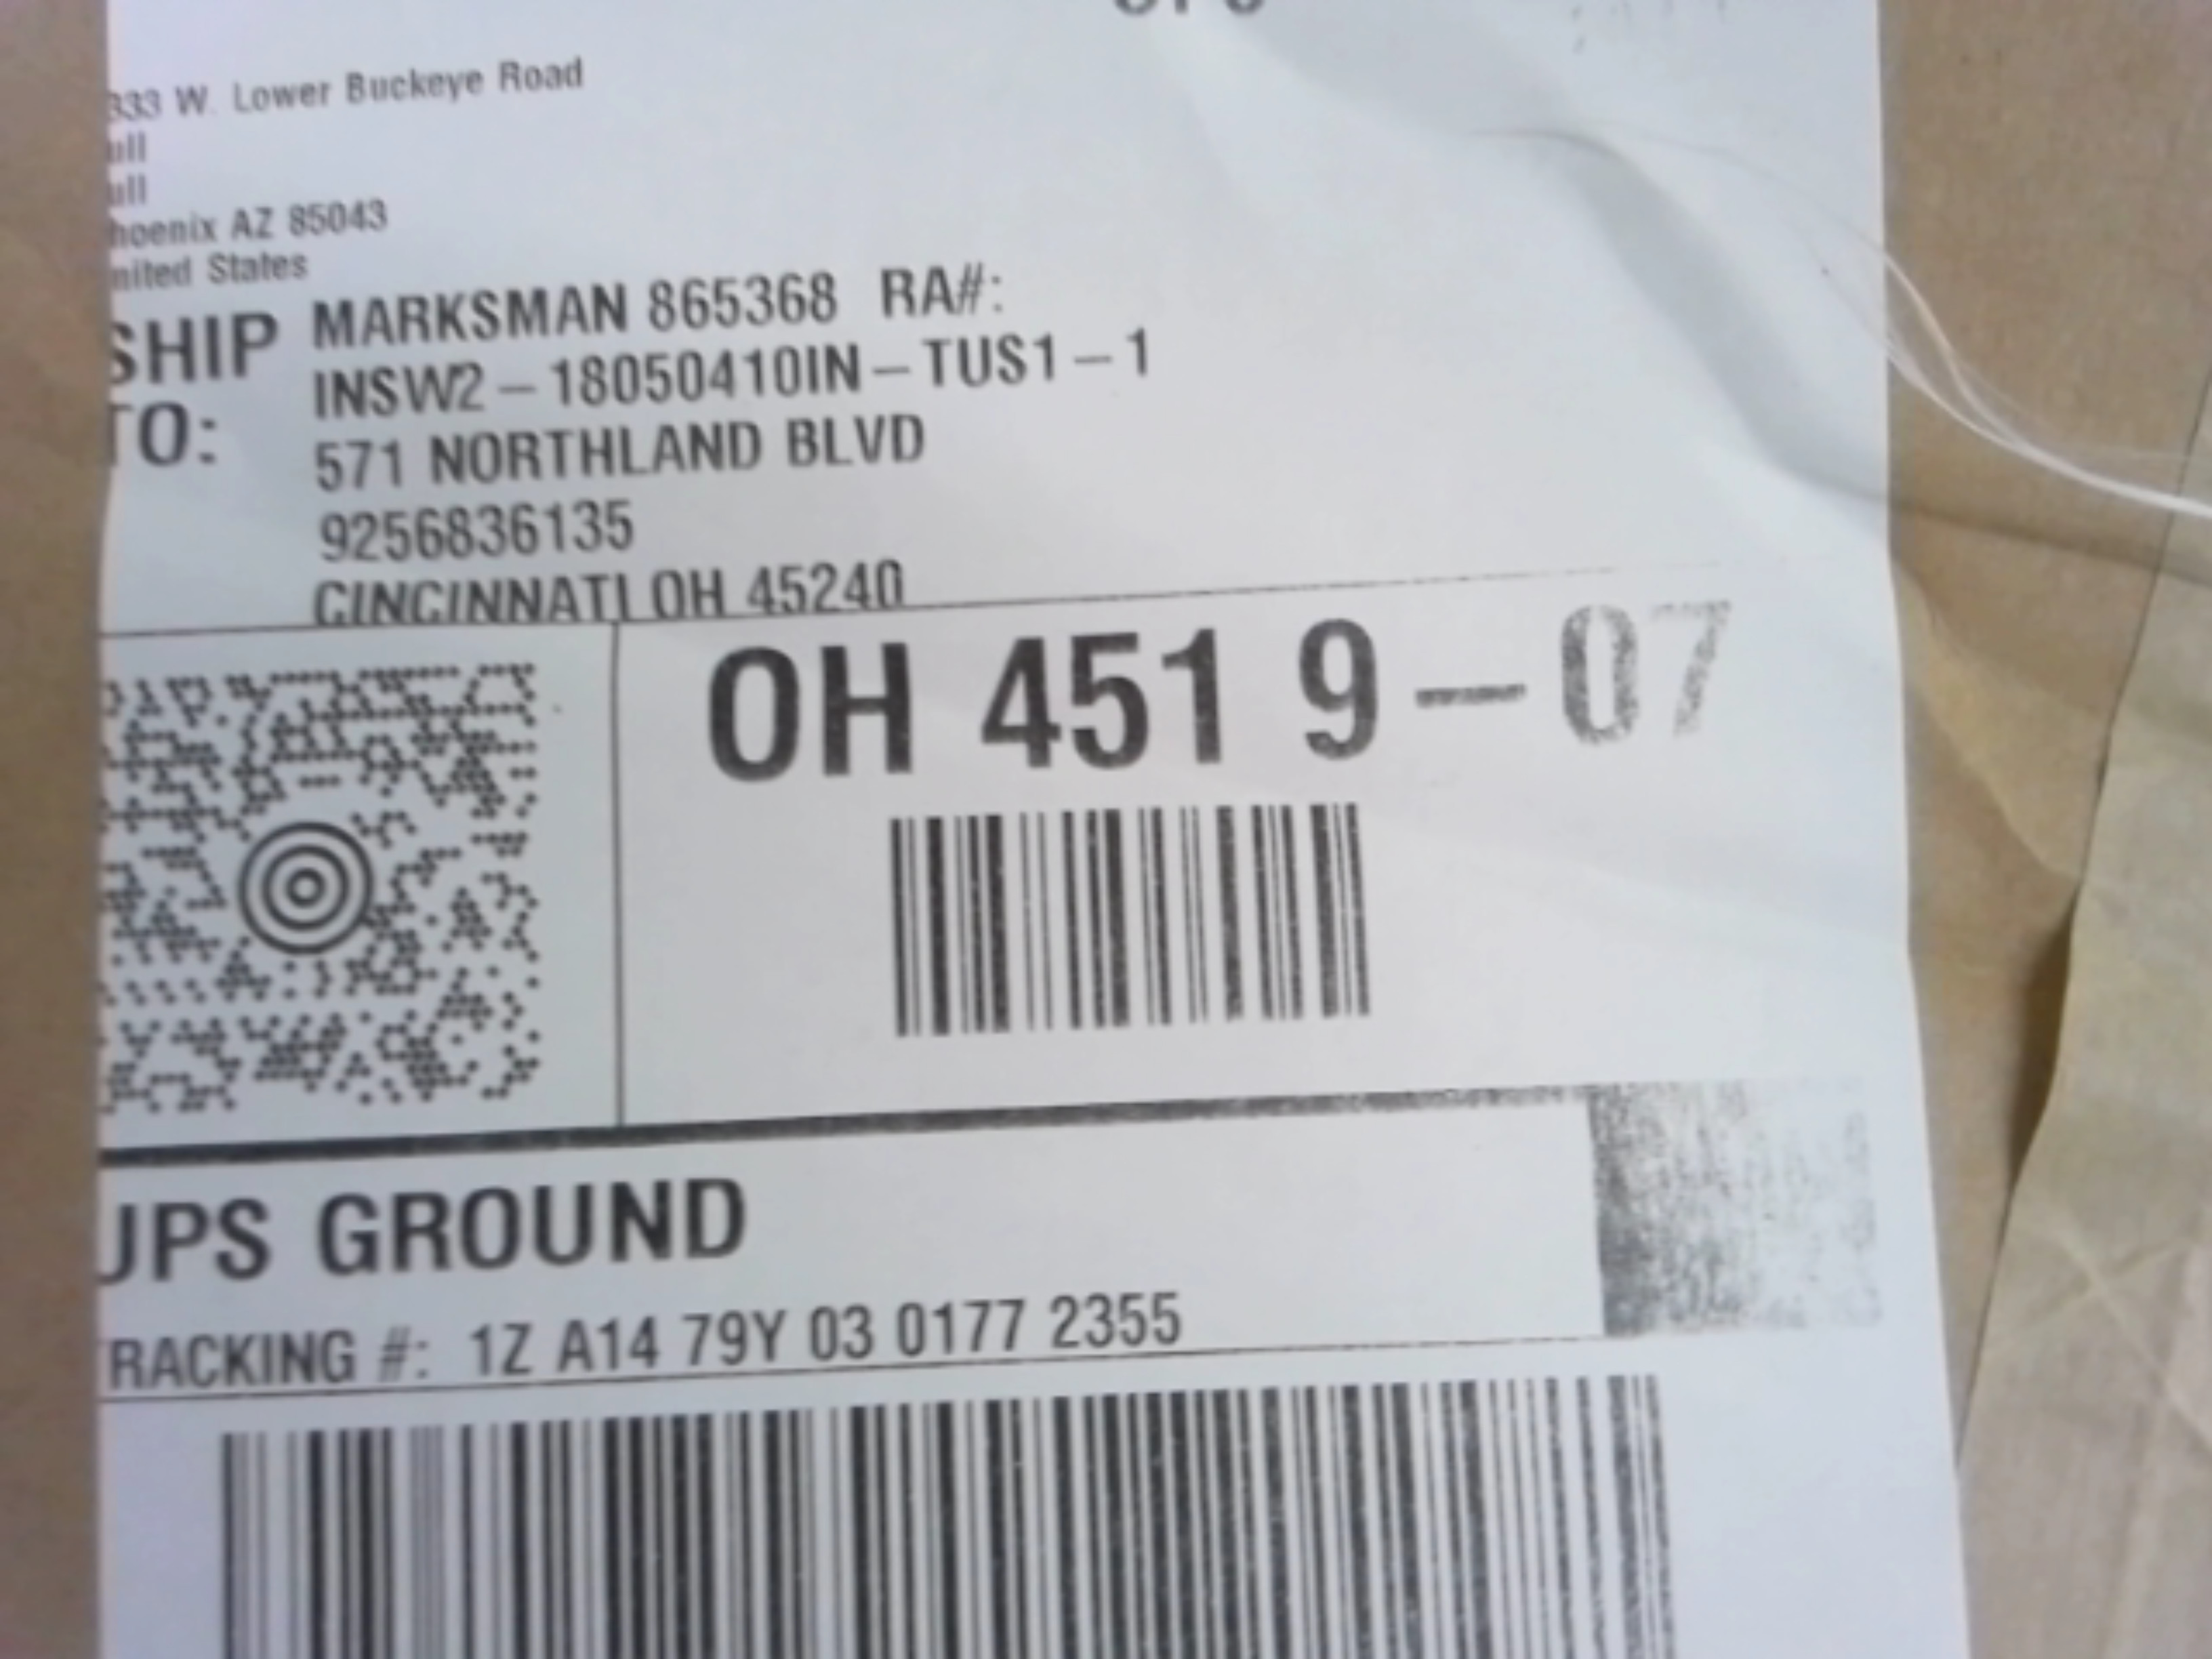 333 W. Lower Buckeye Road
ull
ull
hoenix AZ 85043
nited States
SHIP TO: MARKSMAN 865368 RA#:
INSW2-18050410IN-TUS1-1
571 NORTHLAND BLVD
9256836135
CINCINNATI OH 45240
OH 451 9-07
UPS GROUND
TRACKING #: 1Z A14 79Y 03 0177 2355